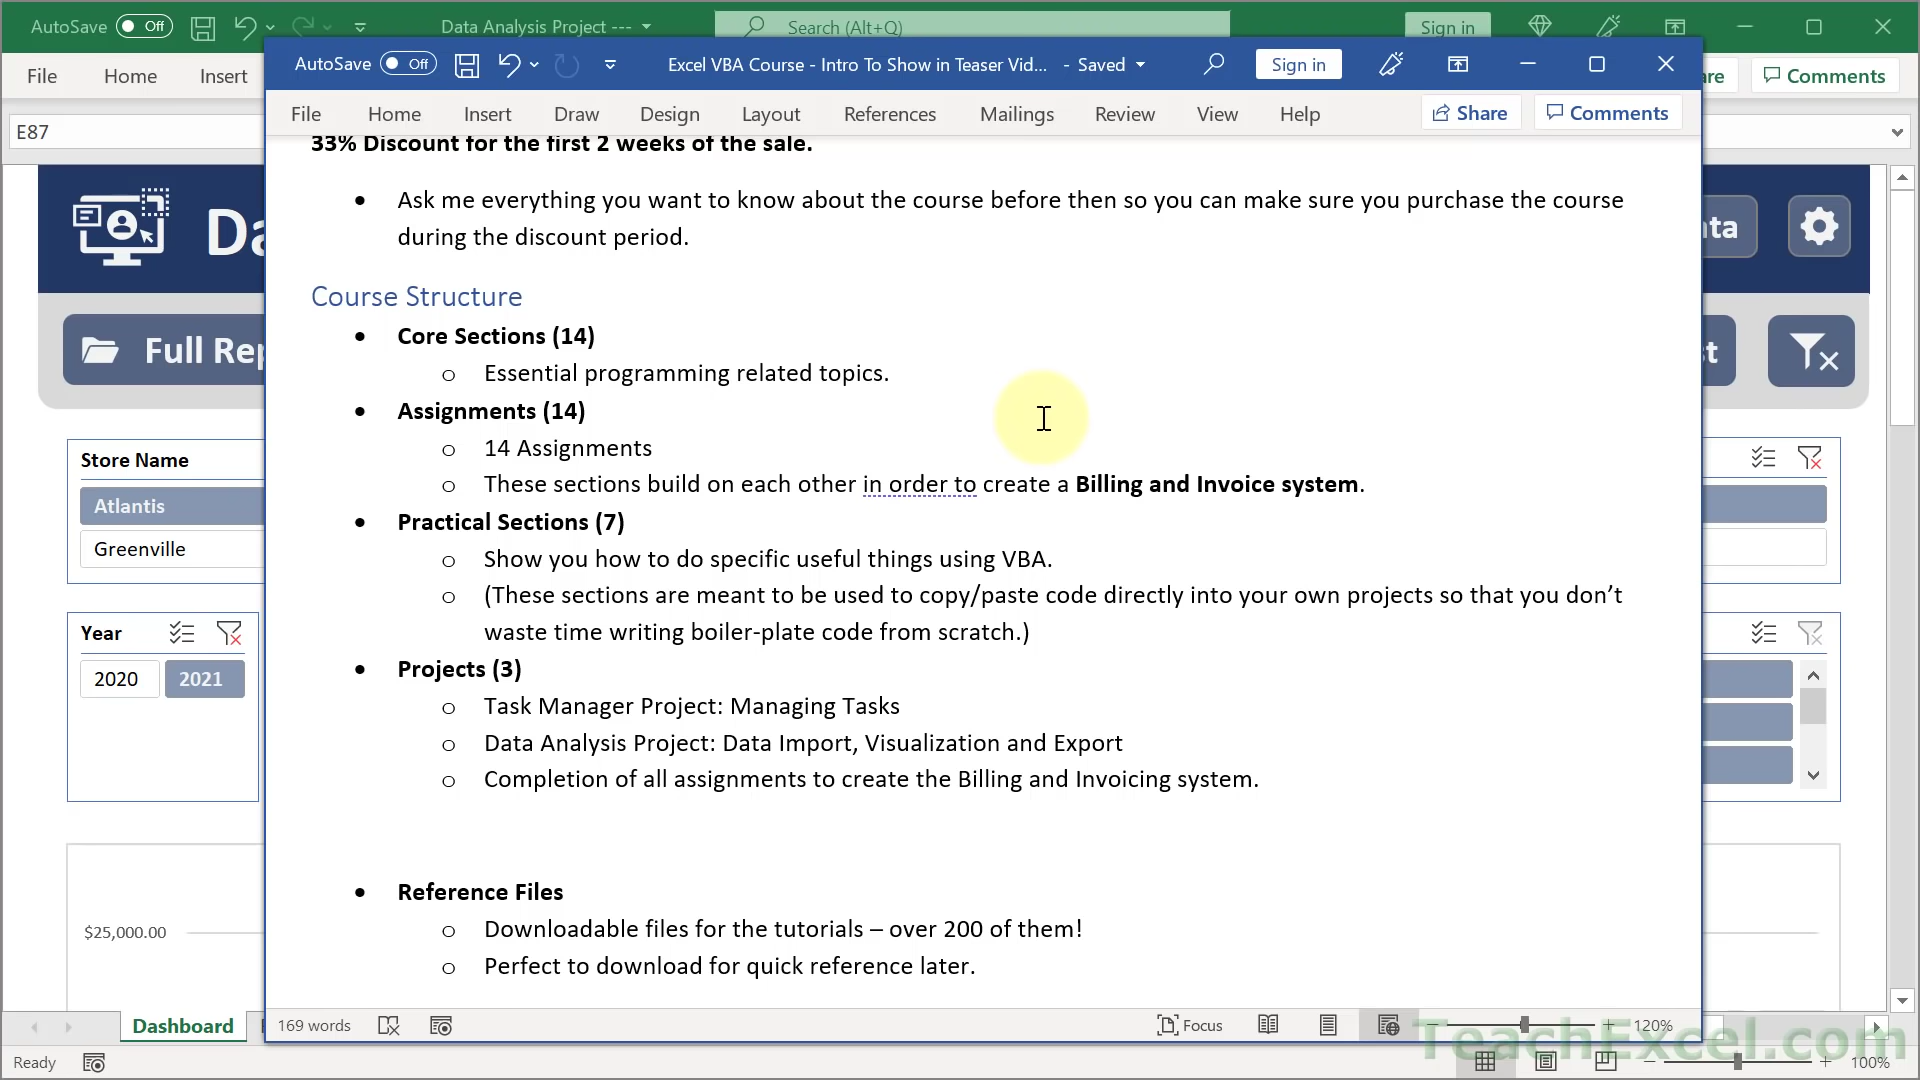 AutoSave Off Data Analysis Project --- Search (Alt+Q) Sign in
File Home Insert Comments
E87
AutoSave Off Excel VBA Course - Intro To Show in Teaser Vid... - Saved Sign in
File Home Insert Draw Design Layout References Mailings Review View Help Share Comments
33% Discount for the first 2 weeks of the sale.
• Ask me everything you want to know about the course before then so you can make sure you purchase the course
during the discount period.
Course Structure
• Core Sections (14)
o Essential programming related topics.
• Assignments (14)
o 14 Assignments
o These sections build on each other in order to create a Billing and Invoice system.
• Practical Sections (7)
o Show you how to do specific useful things using VBA.
o (These sections are meant to be used to copy/paste code directly into your own projects so that you don’t
waste time writing boiler-plate code from scratch.)
• Projects (3)
o Task Manager Project: Managing Tasks
o Data Analysis Project: Data Import, Visualization and Export
o Completion of all assignments to create the Billing and Invoicing system.
• Reference Files
o Downloadable files for the tutorials – over 200 of them!
o Perfect to download for quick reference later.
169 words Focus 120%
Full Rep
Store Name
Atlantis
Greenville
Year
2020 2021
$25,000.00
Dashboard
Ready 100%
TeachExcel.com